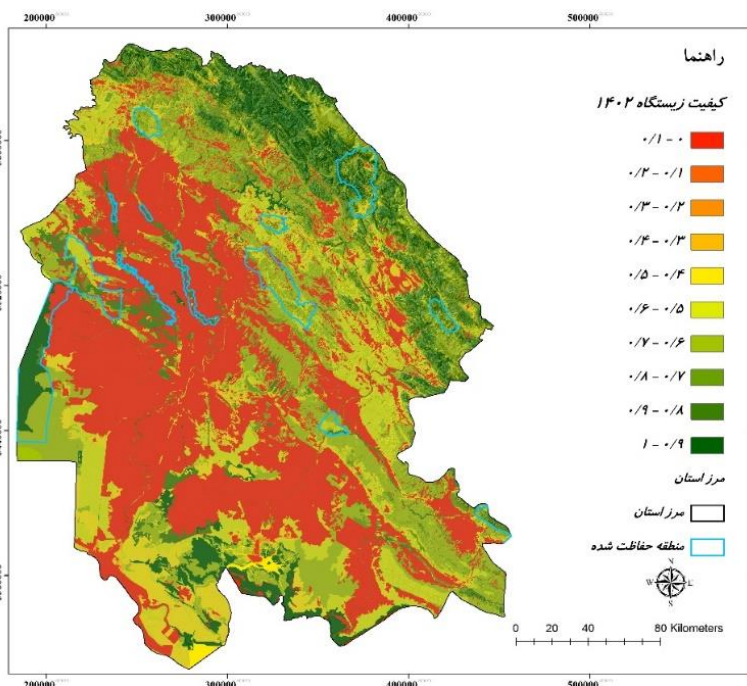 200000 300000 400000 500000
راهنما
کیفیت زیستگاه ۱۴۰۲
۰/۱ - ۰
۰/۲ - ۰/۱
۰/۳ - ۰/۲
۰/۴ - ۰/۳
۰/۵ - ۰/۴
۰/۶ - ۰/۵
۰/۷ - ۰/۶
۰/۸ - ۰/۷
۰/۹ - ۰/۸
۱ - ۰/۹
مرز استان
مرز استان
منطقه حفاظت شده
N
W E
S
0 20 40 80 Kilometers
200000 300000 400000 500000